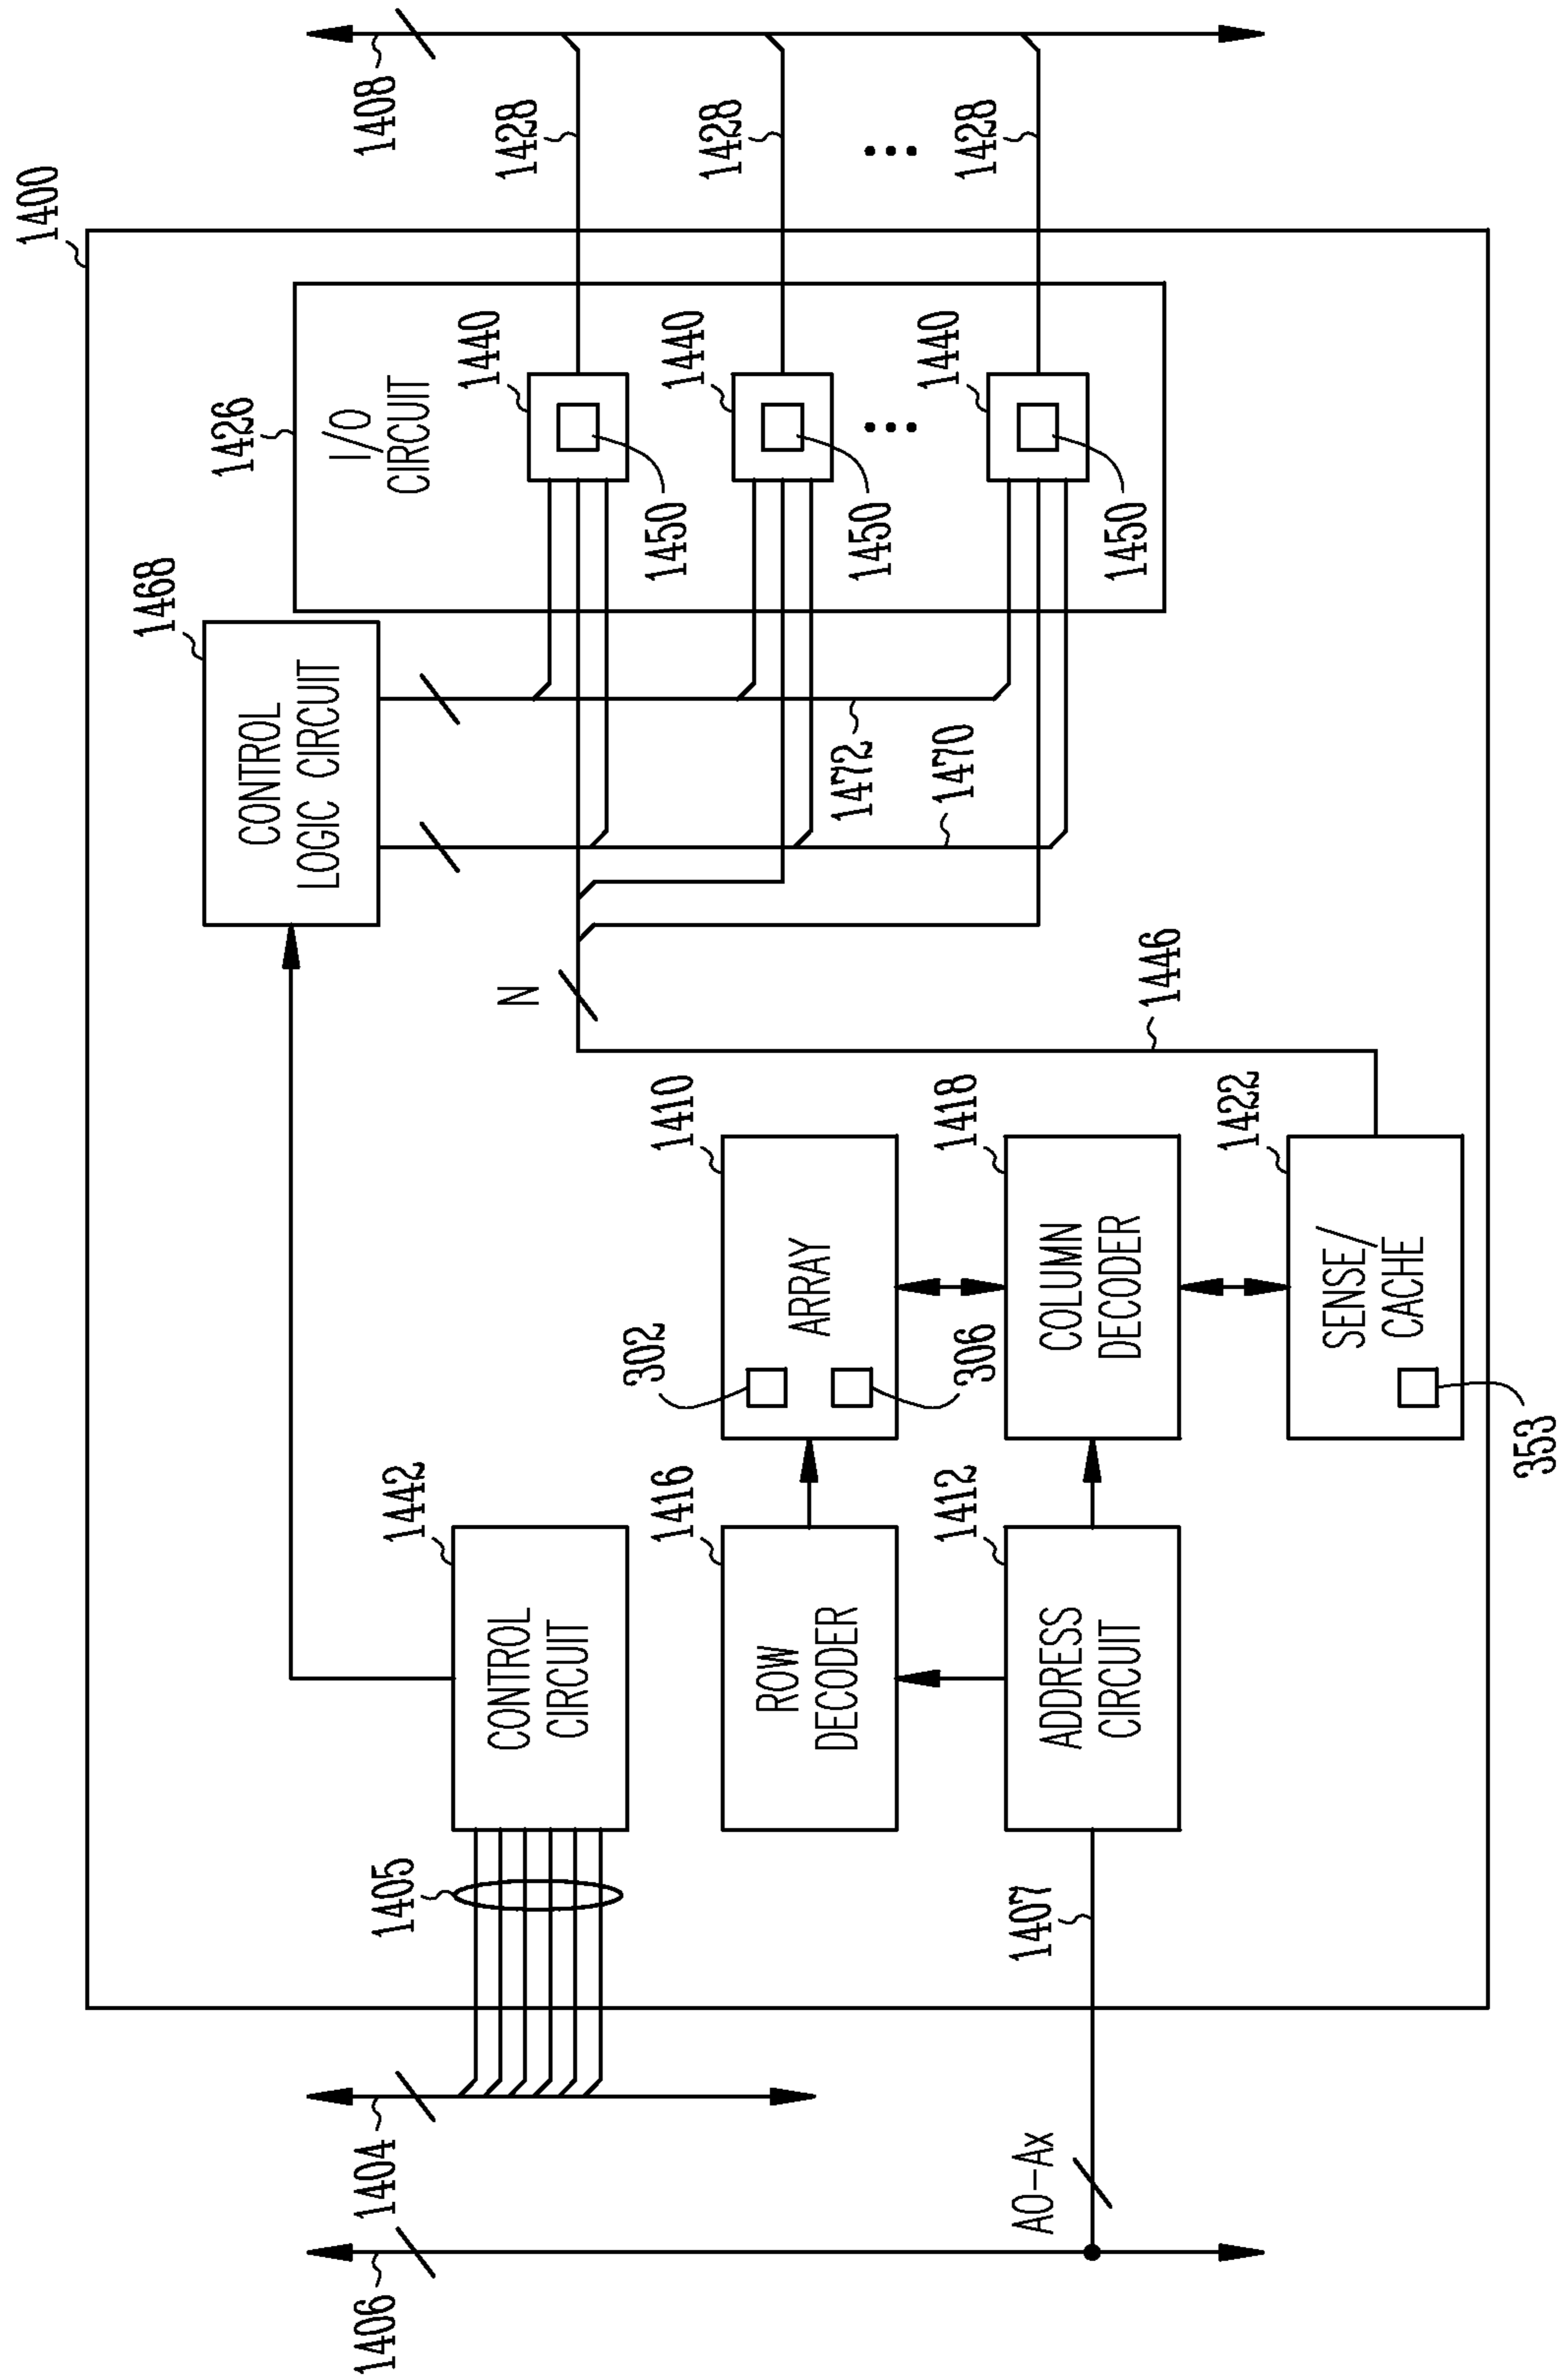 1400
1408
1428
1428
1428
1426
I/O
CIRCUIT
1440
1440
1440
1450
1450
1450
1468
CONTROL
LOGIC CIRCUIT
1472
1470
N
1446
1410
ARRAY
302
306
1418
COLUMN
DECODER
1422
SENSE/
CACHE
353
1442
CONTROL
CIRCUIT
1416
ROW
DECODER
1412
ADDRESS
CIRCUIT
1405
1407
1404
1406
A0–Ax